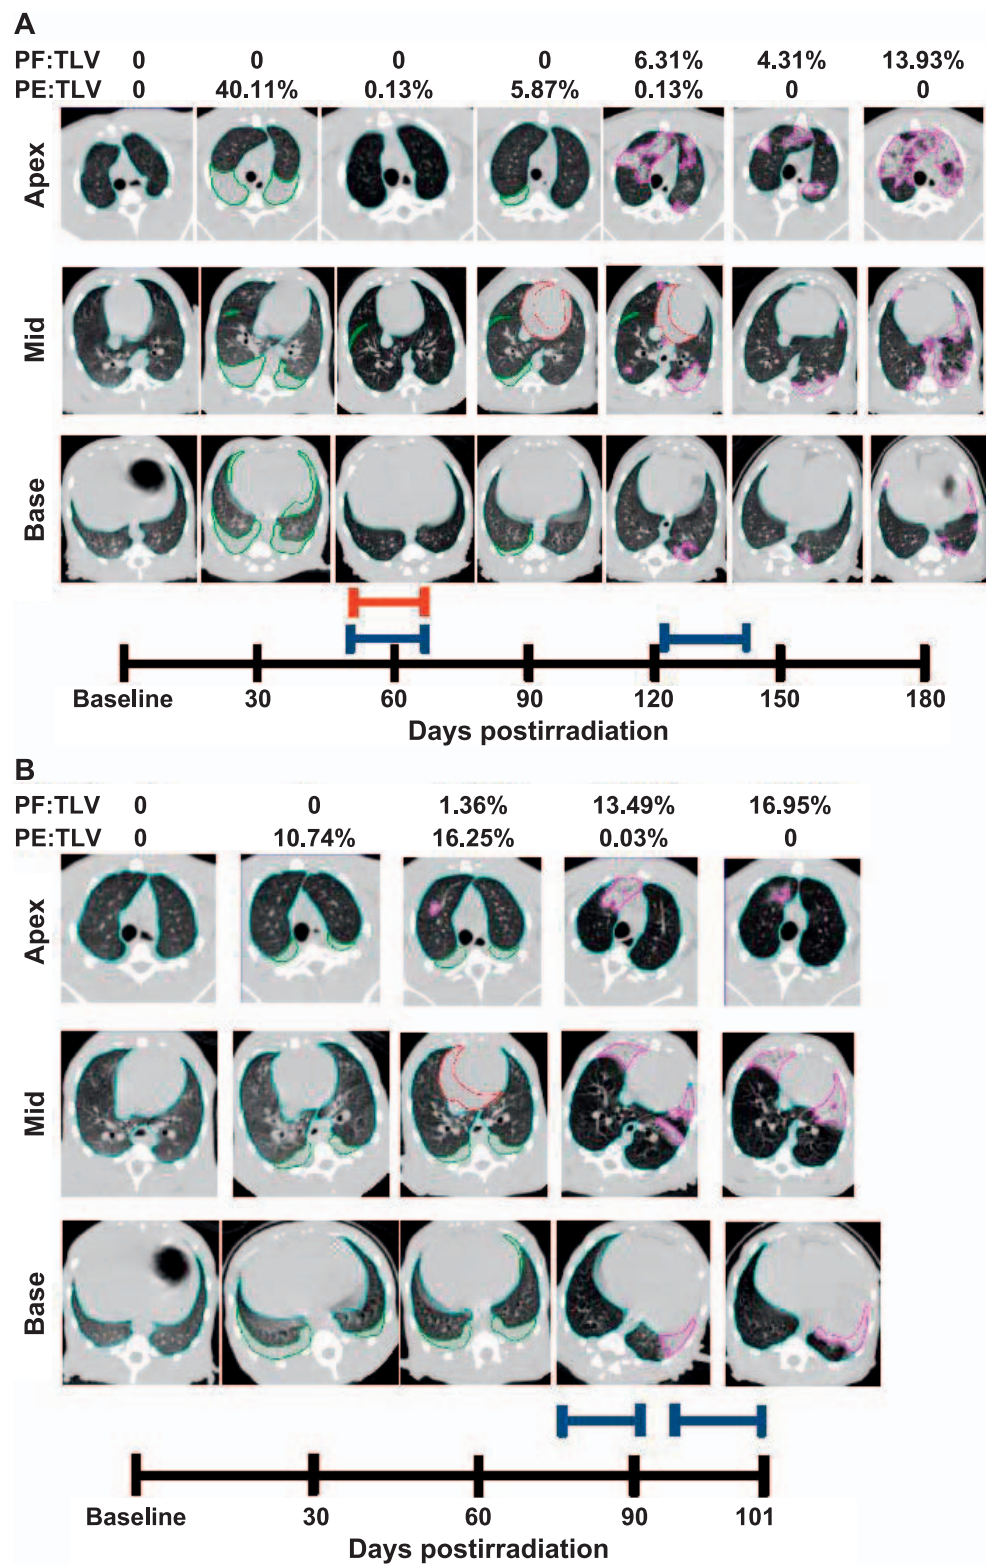 A
PF:TLV 0 0 0 0 6.31% 4.31% 13.93%
PE:TLV 0 40.11% 0.13% 5.87% 0.13% 0 0
Apex
Mid
Base
Baseline 30 60 90 120 150 180
Days postirradiation
B
PF:TLV 0 0 1.36% 13.49% 16.95%
PE:TLV 0 10.74% 16.25% 0.03% 0
Apex
Mid
Base
Baseline 30 60 90 101
Days postirradiation